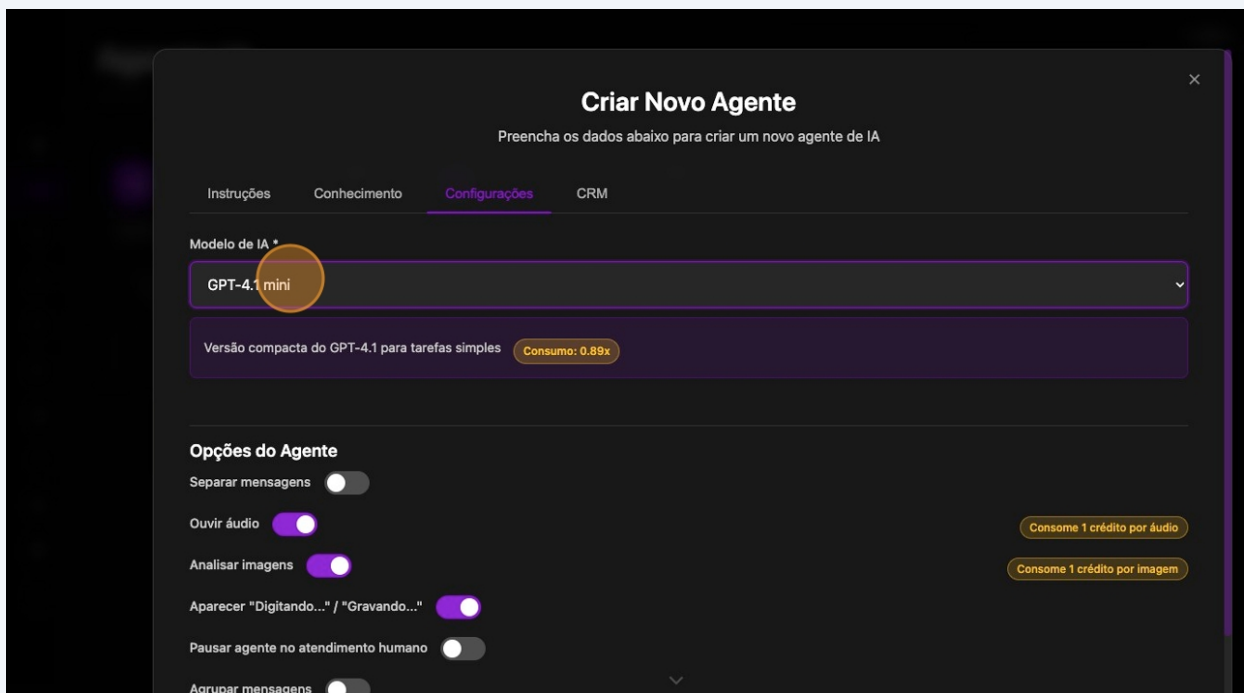 Criar Novo Agente
Preencha os dados abaixo para criar um novo agente de IA
Instruções Conhecimento Configurações CRM
Modelo de IA *
GPT-4.1 mini
Versão compacta do GPT-4.1 para tarefas simples Consumo: 0.89x
Opções do Agente
Separar mensagens
Ouvir áudio Consome 1 crédito por áudio
Analisar imagens Consome 1 crédito por imagem
Aparecer "Digitando..." / "Gravando..."
Pausar agente no atendimento humano
Agrupar mensagens